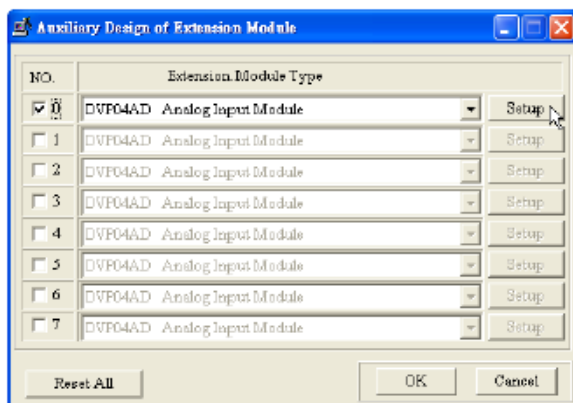 Auxiliary Design of Extension Module
NO. Extension Module Type
0 DVP04AD Analog Input Module Setup
1 DVP04AD Analog Input Module Setup
2 DVP04AD Analog Input Module Setup
3 DVP04AD Analog Input Module Setup
4 DVP04AD Analog Input Module Setup
5 DVP04AD Analog Input Module Setup
6 DVP04AD Analog Input Module Setup
7 DVP04AD Analog Input Module Setup
Reset All OK Cancel